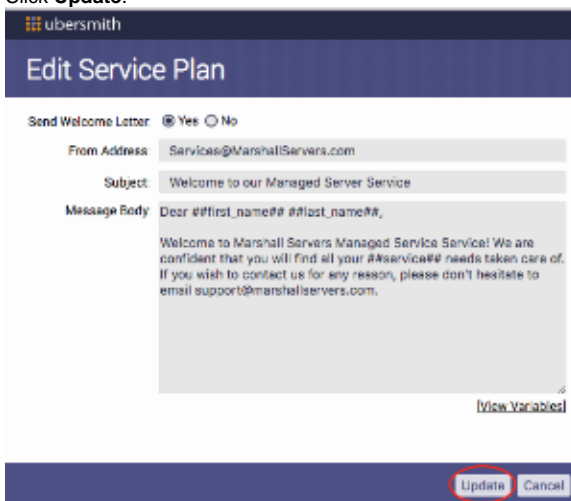 Click Update.
ubersmith
Edit Service Plan
Send Welcome Letter: Yes No
From Address: Services@MarshallServers.com
Subject: Welcome to our Managed Server Service
Message Body: Dear ##first_name## ##last_name##,
Welcome to Marshall Servers Managed Service Service! We are
confident that you will find all your ##service## needs taken care of.
If you wish to contact us for any reason, please don't hesitate to
email support@marshallservers.com.
[View Variables]
Update Cancel